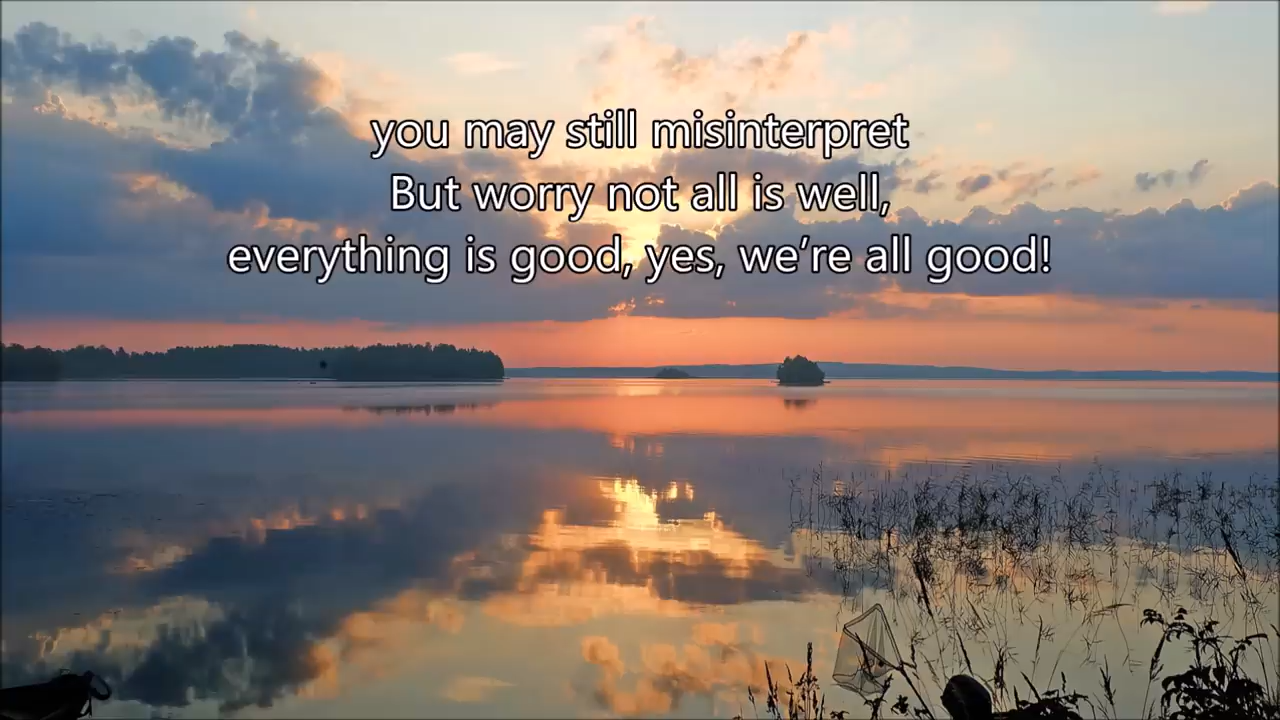 you may still misinterpret
But worry not all is well,
everything is good, yes, we’re all good!